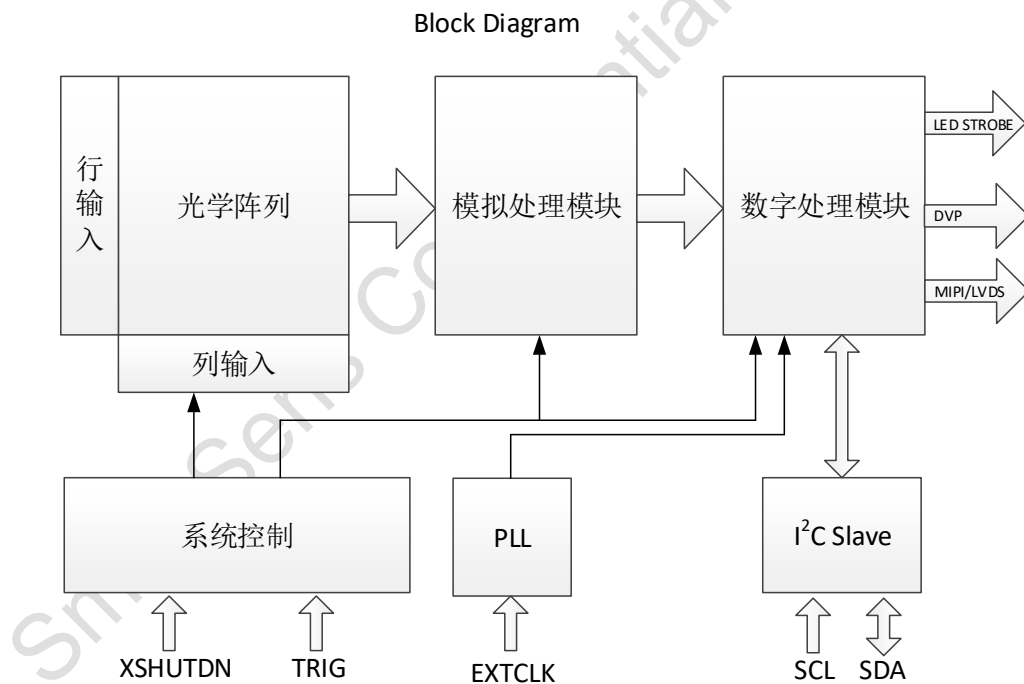 Block Diagram
行输入
光学阵列
模拟处理模块
数字处理模块
LED STROBE
DVP
MIPI/LVDS
列输入
系统控制
PLL
I²C Slave
XSHUTDN
TRIG
EXTCLK
SCL
SDA